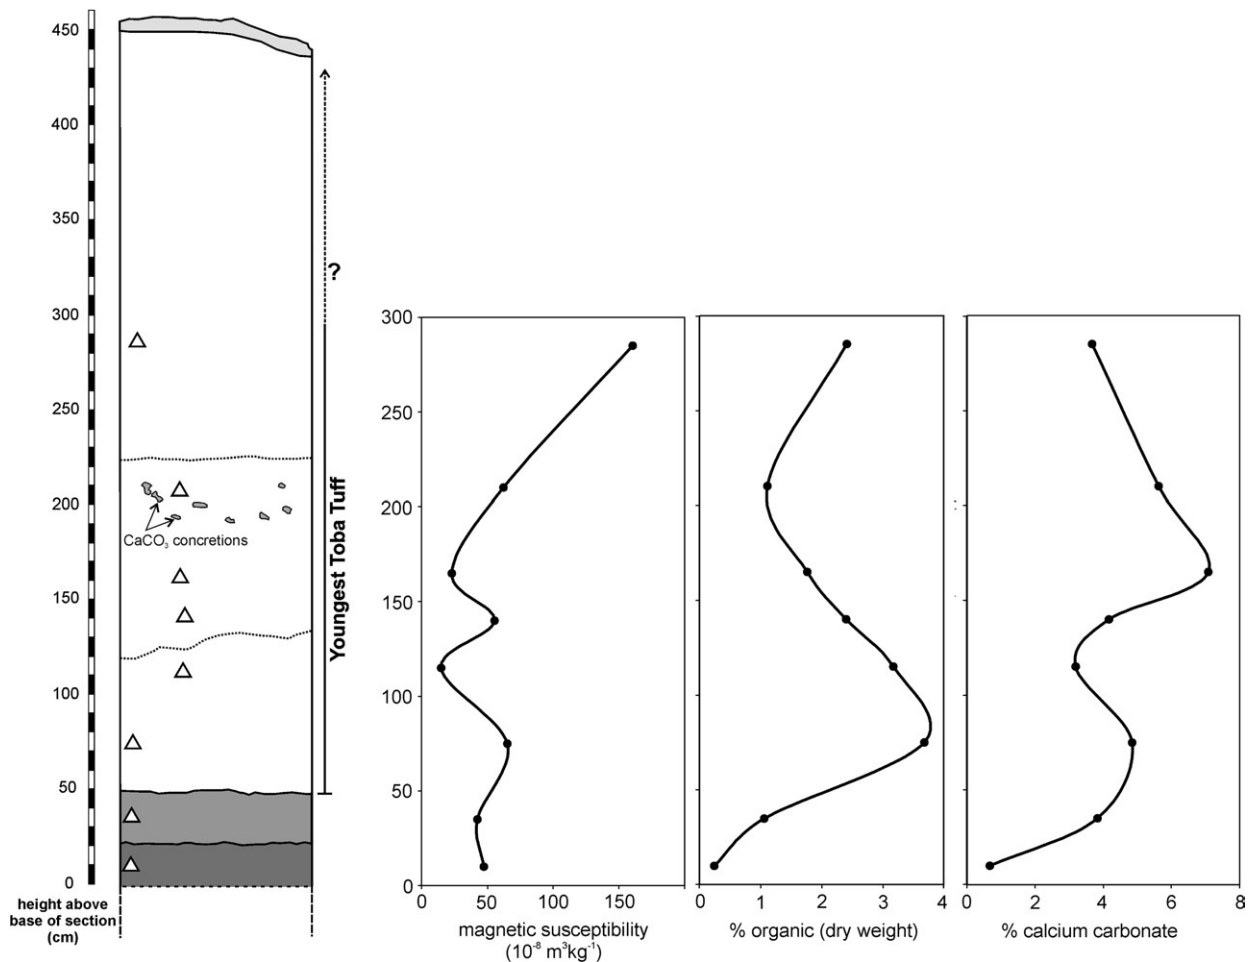 450
400
350
300
250
200
150
100
50
0
height above
base of section
(cm)
CaCO₃ concretions
?
Youngest Toba Tuff
300
250
200
150
100
50
0
0 50 100 150
magnetic susceptibility
(10⁻⁸ m³kg⁻¹)
0 1 2 3 4
% organic (dry weight)
0 2 4 6 8
% calcium carbonate